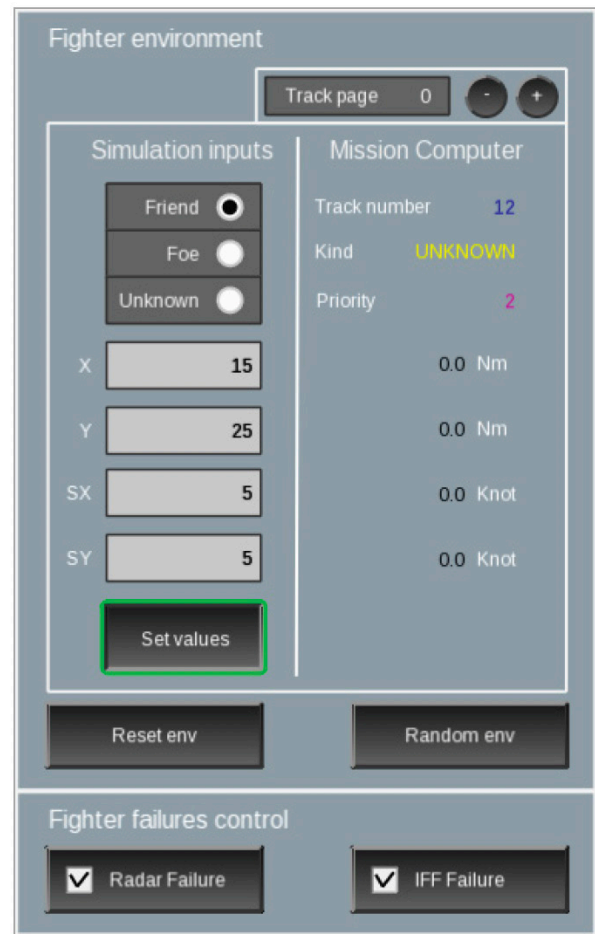 Fighter environment
Track page 0 - +
Simulation inputs
Mission Computer
Friend
Track number 12
Foe
Kind UNKNOWN
Unknown
Priority 2
X 15
0.0 Nm
Y 25
0.0 Nm
SX 5
0.0 Knot
SY 5
0.0 Knot
Set values
Reset env
Random env
Fighter failures control
Radar Failure
IFF Failure